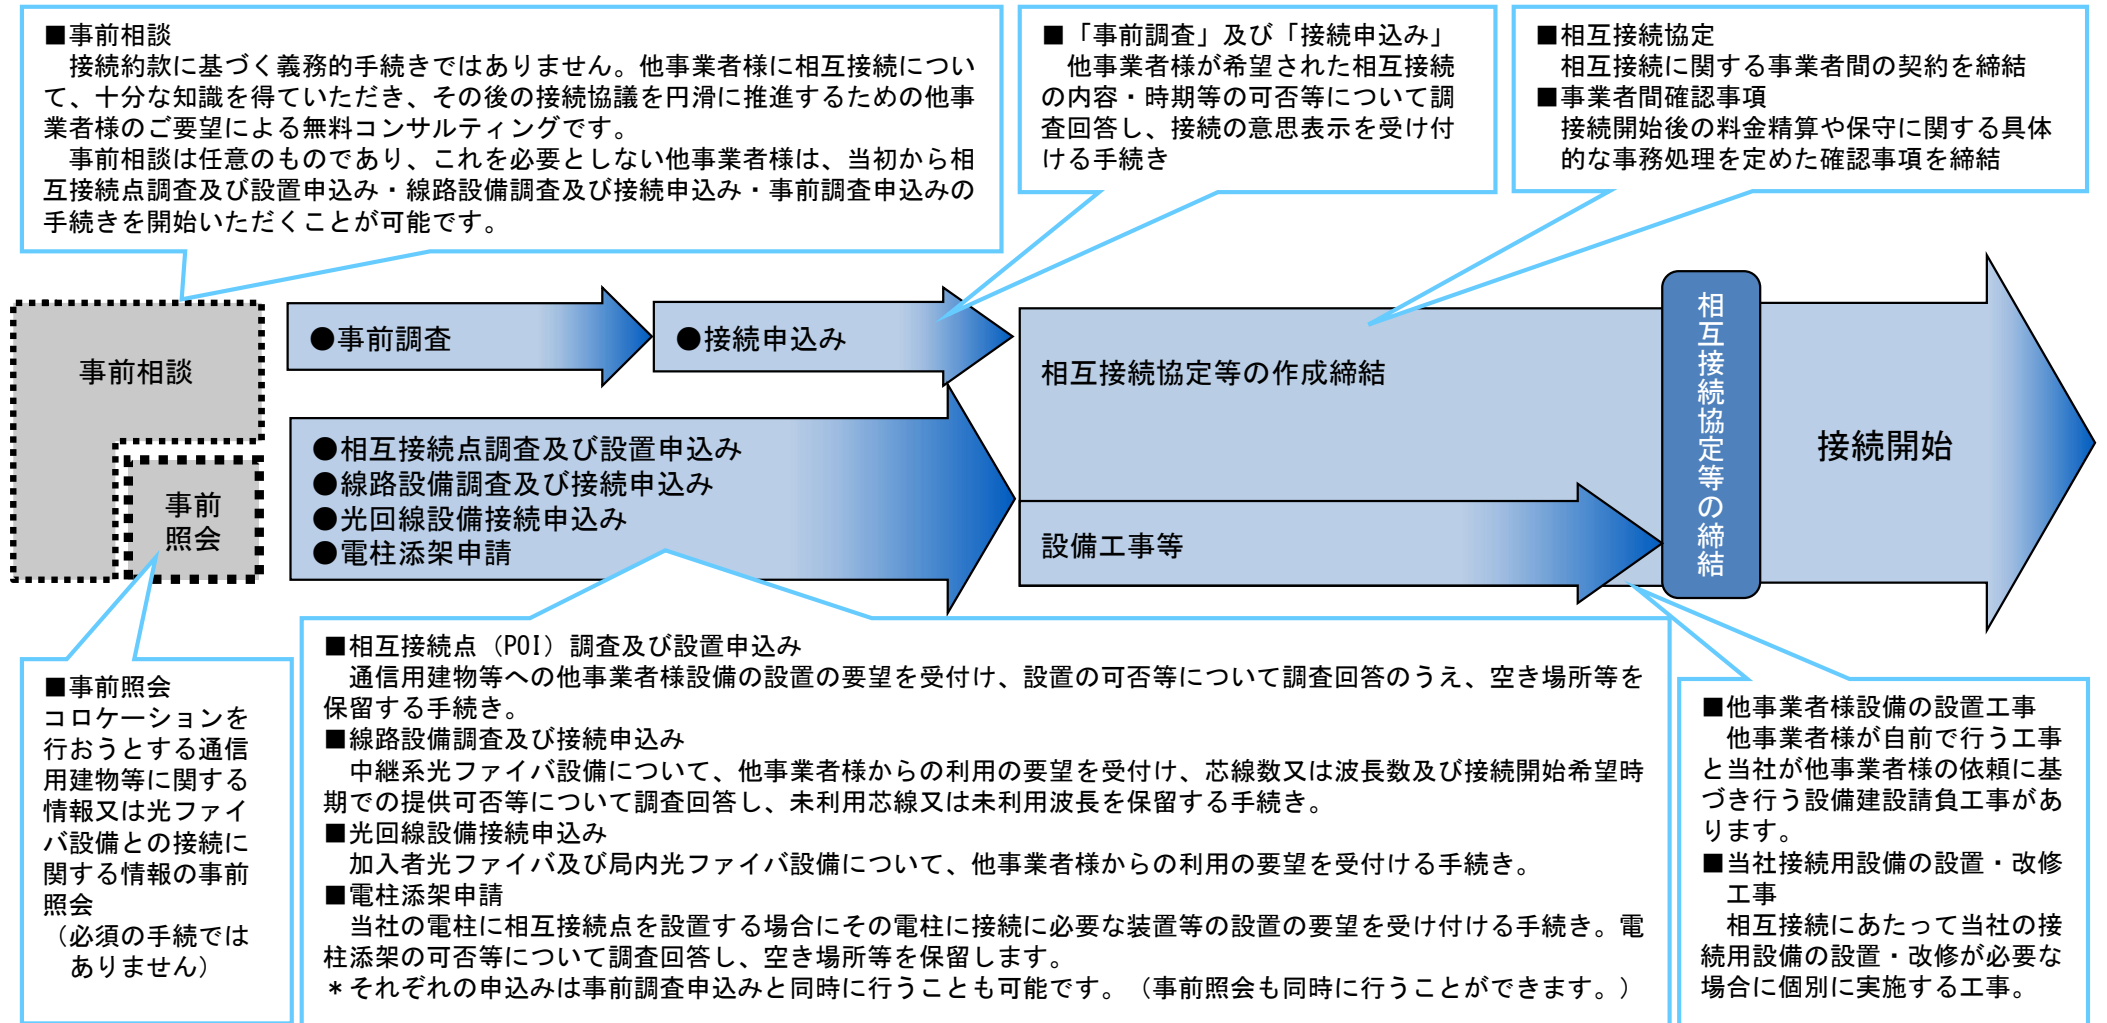 ■事前相談
接続約款に基づく義務的手続きではありません。他事業者様に相互接続につい
て、十分な知識を得ていただき、その後の接続協議を円滑に推進するための他事
業者様のご要望による無料コンサルティングです。
事前相談は任意のものであり、これを必要としない他事業者様は、当初から相
互接続点調査及び設置申込み・線路設備調査及び接続申込み・事前調査申込みの
手続きを開始いただくことが可能です。
■「事前調査」及び「接続申込み」
他事業者様が希望された相互接続
の内容・時期等の可否等について調
査回答し、接続の意思表示を受け付
ける手続き
■相互接続協定
相互接続に関する事業者間の契約を締結
■事業者間確認事項
接続開始後の料金精算や保守に関する具体
的な事務処理を定めた確認事項を締結
事前相談
事前
照会
●事前調査
●接続申込み
●相互接続点調査及び設置申込み
●線路設備調査及び接続申込み
●光回線設備接続申込み
●電柱添架申請
相互接続協定等の作成締結
設備工事等
相互接続協定等の締結
接続開始
■事前照会
コロケーションを
行おうとする通信
用建物等に関する
情報又は光ファイ
バ設備との接続に
関する情報の事前
照会
（必須の手続では
ありません）
■相互接続点（POI）調査及び設置申込み
通信用建物等への他事業者様設備の設置の要望を受付け、設置の可否等について調査回答のうえ、空き場所等を
保留する手続き。
■線路設備調査及び接続申込み
中継系光ファイバ設備について、他事業者様からの利用の要望を受付け、芯線数又は波長数及び接続開始希望時
期での提供可否等について調査回答し、未利用芯線又は未利用波長を保留する手続き。
■光回線設備接続申込み
加入者光ファイバ及び局内光ファイバ設備について、他事業者様からの利用の要望を受付ける手続き。
■電柱添架申請
当社の電柱に相互接続点を設置する場合にその電柱に接続に必要な装置等の設置の要望を受け付ける手続き。電
柱添架の可否等について調査回答し、空き場所等を保留します。
＊それぞれの申込みは事前調査申込みと同時に行うことも可能です。（事前照会も同時に行うことができます。）
■他事業者様設備の設置工事
他事業者様が自前で行う工事
と当社が他事業者様の依頼に基
づき行う設備建設請負工事があ
ります。
■当社接続用設備の設置・改修
工事
相互接続にあたって当社の接
続用設備の設置・改修が必要な
場合に個別に実施する工事。